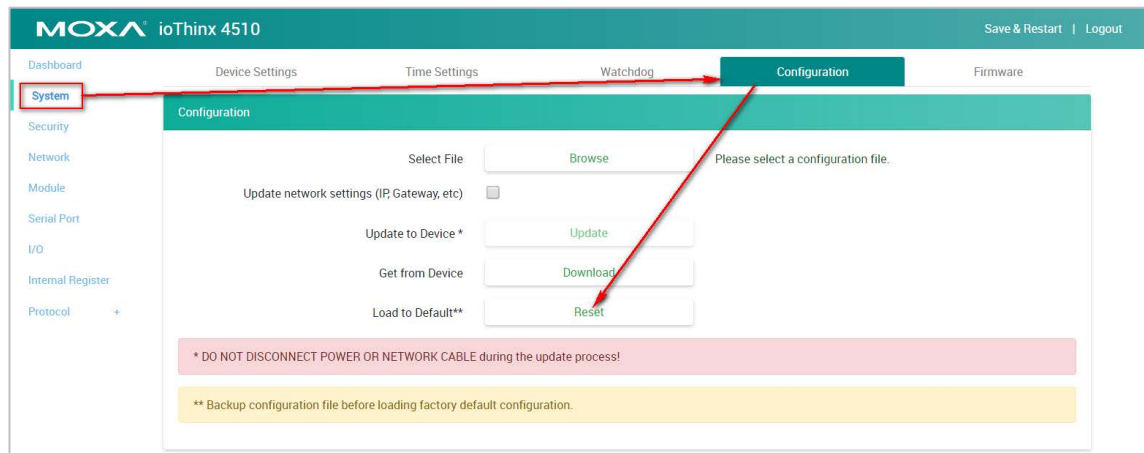 MOXA® ioThinx 4510 Save & Restart | Logout
Dashboard
System
Security
Network
Module
Serial Port
I/O
Internal Register
Protocol +
Device Settings Time Settings Watchdog Configuration Firmware
Configuration
Select File Browse Please select a configuration file.
Update network settings (IP, Gateway, etc)
Update to Device * Update
Get from Device Download
Load to Default** Reset
* DO NOT DISCONNECT POWER OR NETWORK CABLE during the update process!
** Backup configuration file before loading factory default configuration.